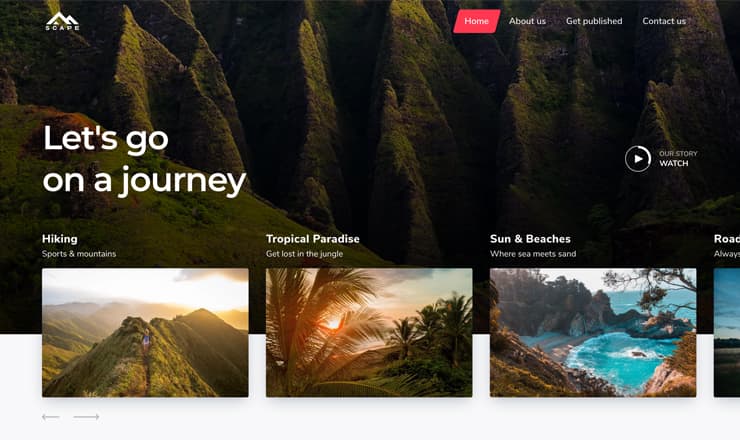 SCAPE
Home
About us
Get published
Contact us
Let's go
on a journey
OUR STORY
WATCH
Hiking
Sports & mountains
Tropical Paradise
Get lost in the jungle
Sun & Beaches
Where sea meets sand
Road
Always